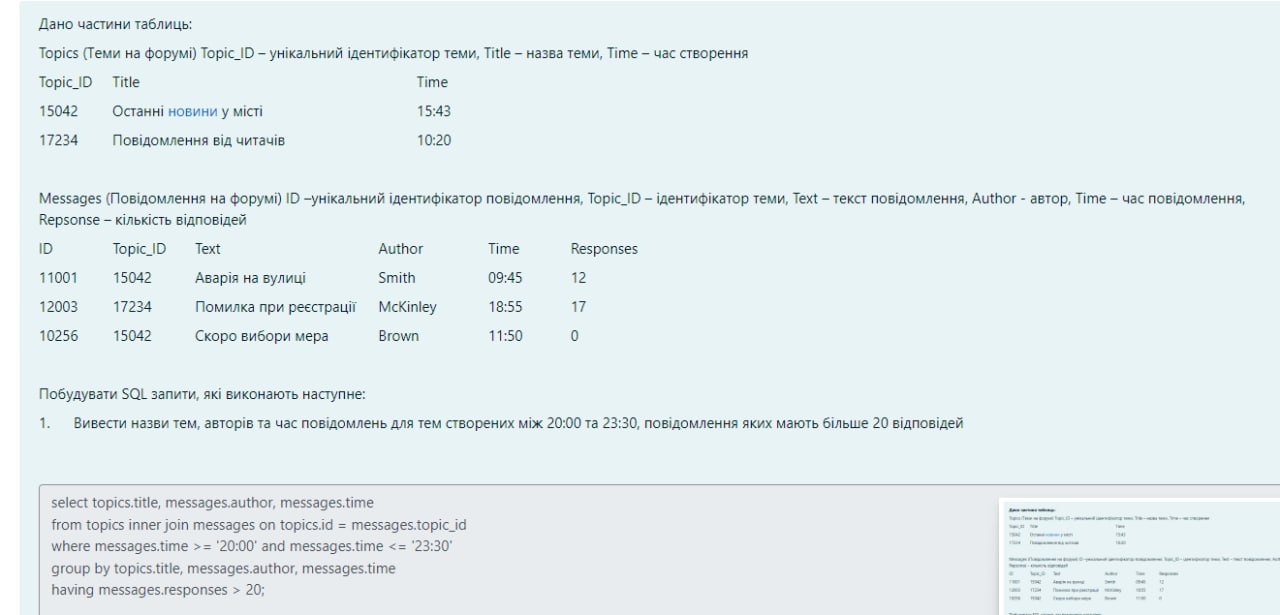 Дано частини таблиць:
Topics (Теми на форумі) Topic_ID – унікальний ідентифікатор теми, Title – назва теми, Time – час створення
Topic_ID Title Time
15042 Останні новини у місті 15:43
17234 Повідомлення від читачів 10:20
Messages (Повідомлення на форумі) ID –унікальний ідентифікатор повідомлення, Topic_ID – ідентифікатор теми, Text – текст повідомлення, Author - автор, Time – час повідомлення,
Repsonse – кількість відповідей
ID Topic_ID Text Author Time Responses
11001 15042 Аварія на вулиці Smith 09:45 12
12003 17234 Помилка при реєстрації McKinley 18:55 17
10256 15042 Скоро вибори мера Brown 11:50 0
Побудувати SQL запити, які виконають наступне:
1. Вивести назви тем, авторів та час повідомлень для тем створених між 20:00 та 23:30, повідомлення яких мають більше 20 відповідей
select topics.title, messages.author, messages.time
from topics inner join messages on topics.id = messages.topic_id
where messages.time >= '20:00' and messages.time <= '23:30'
group by topics.title, messages.author, messages.time
having messages.responses > 20;